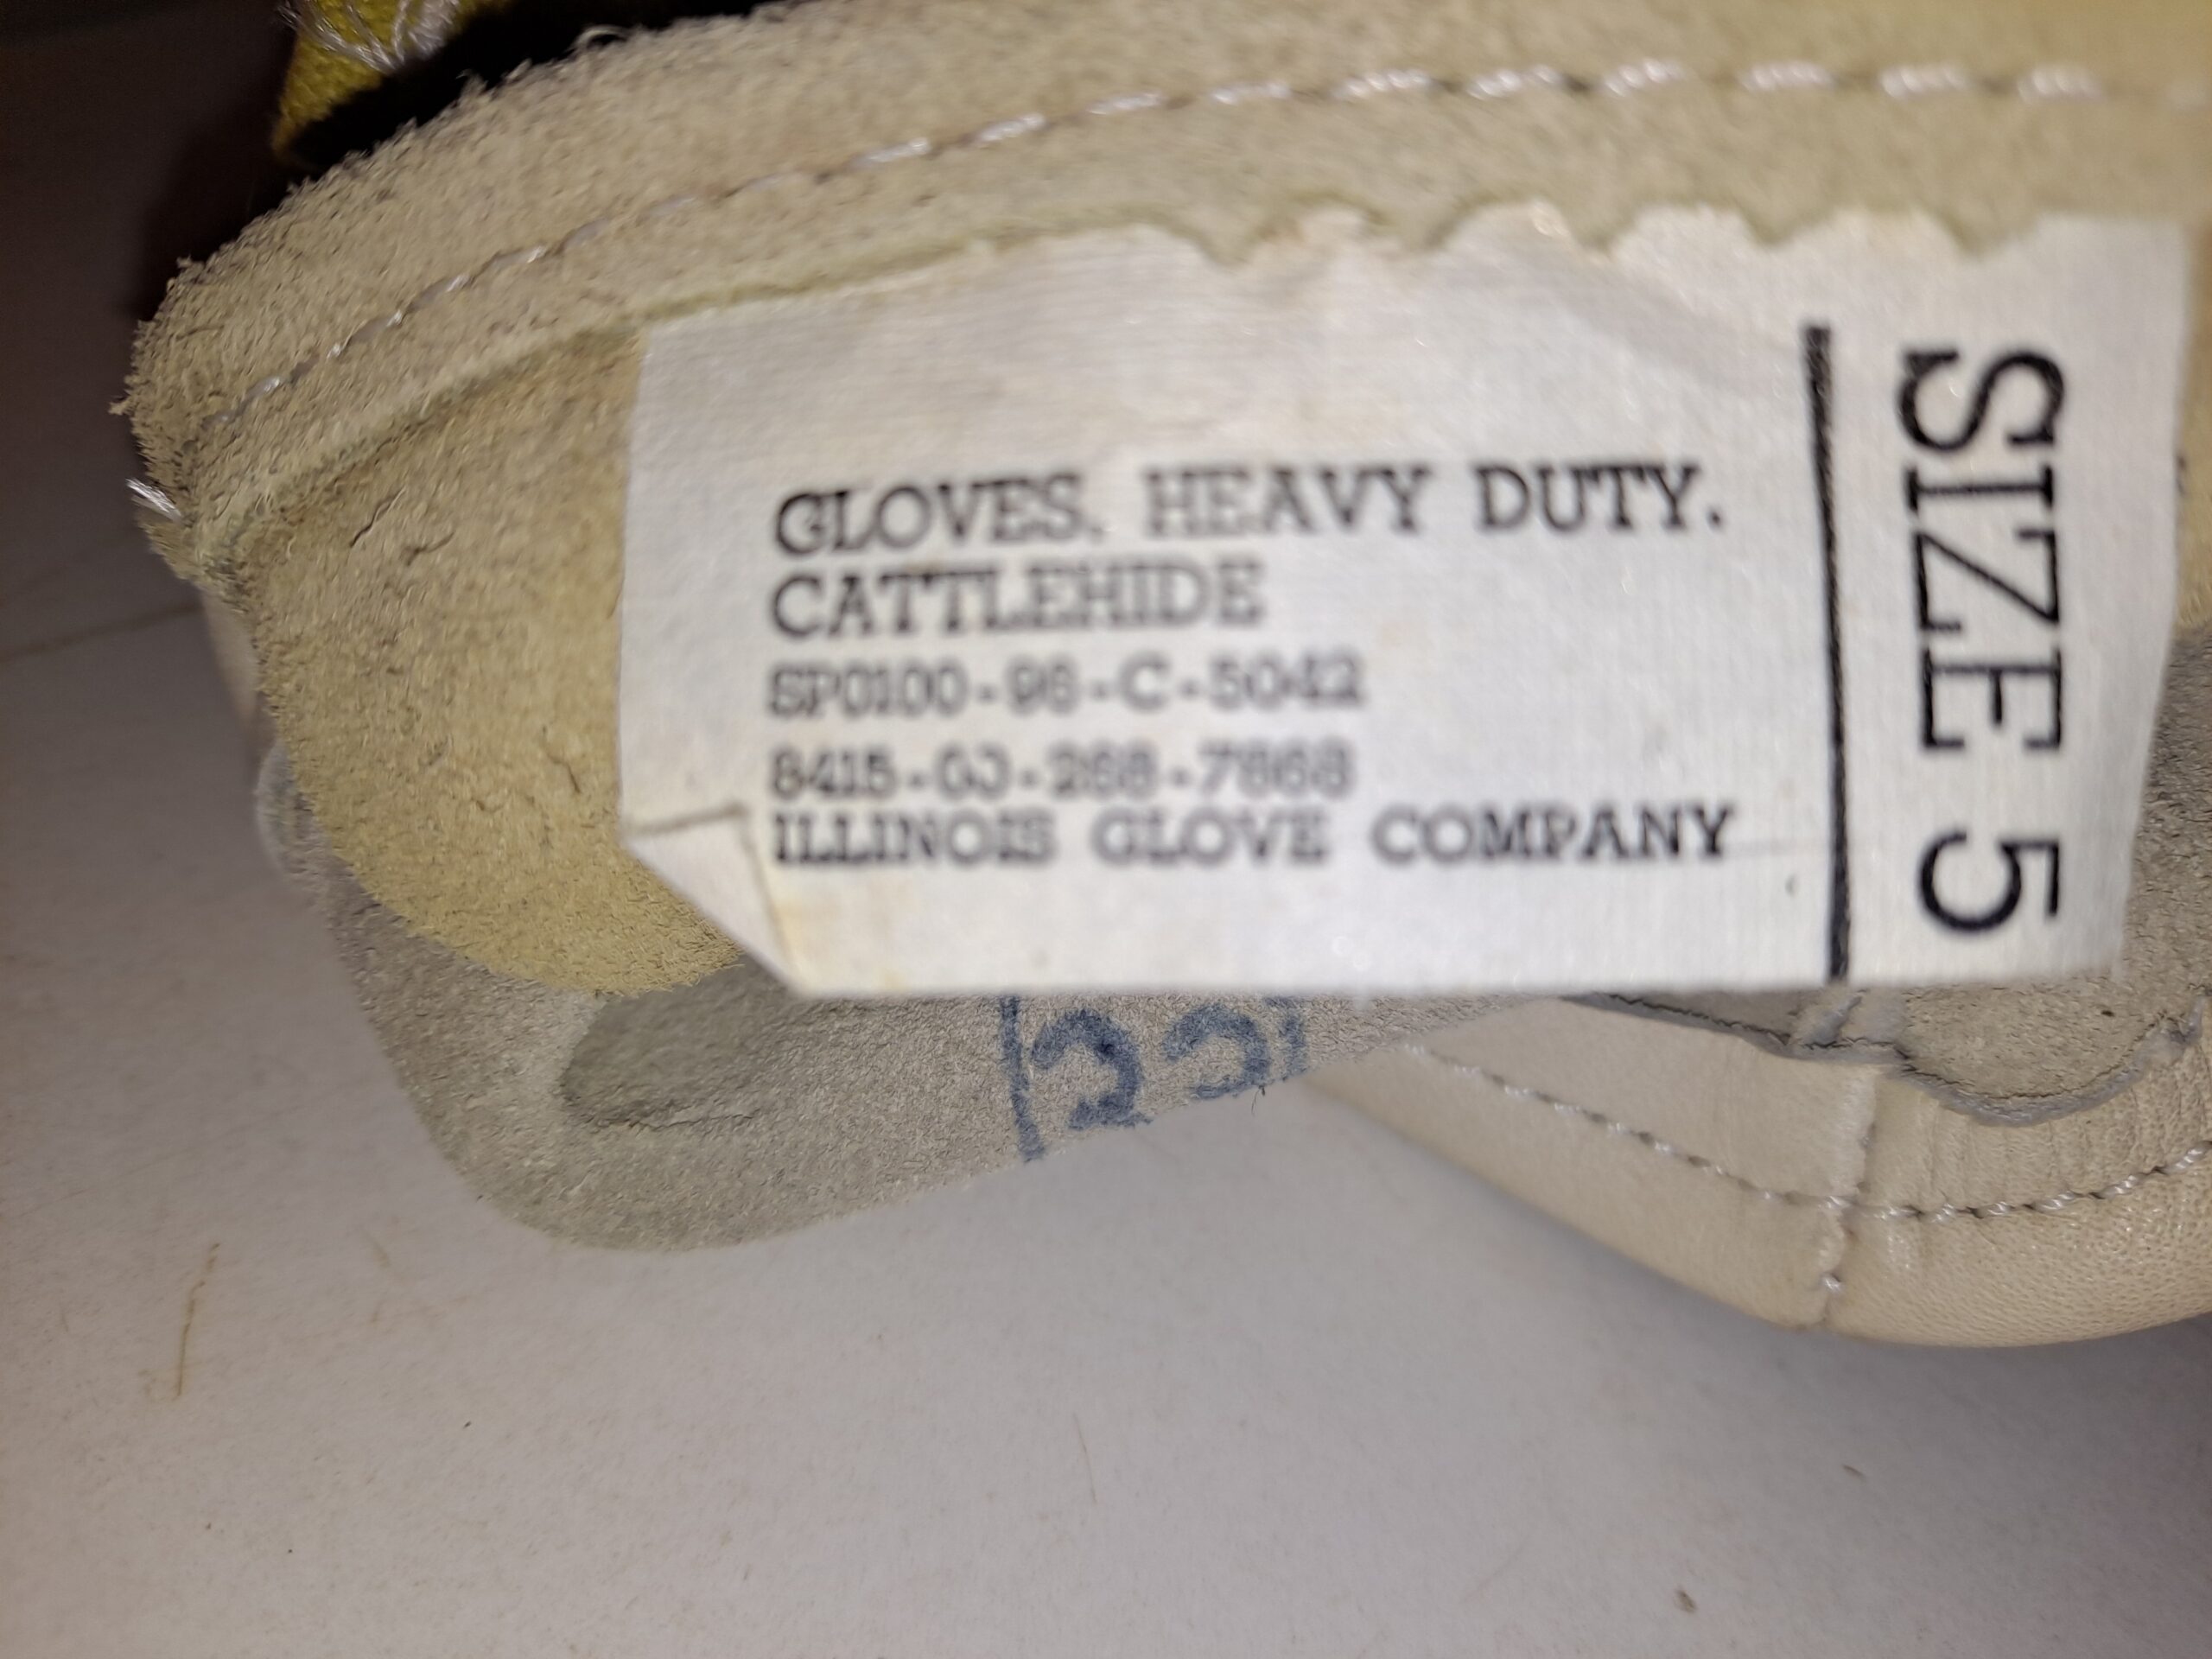 GLOVES, HEAVY DUTY,
CATTLEHIDE
SP0100-96-C-5042
8415-00-268-7868
ILLINOIS GLOVE COMPANY
SIZE 5